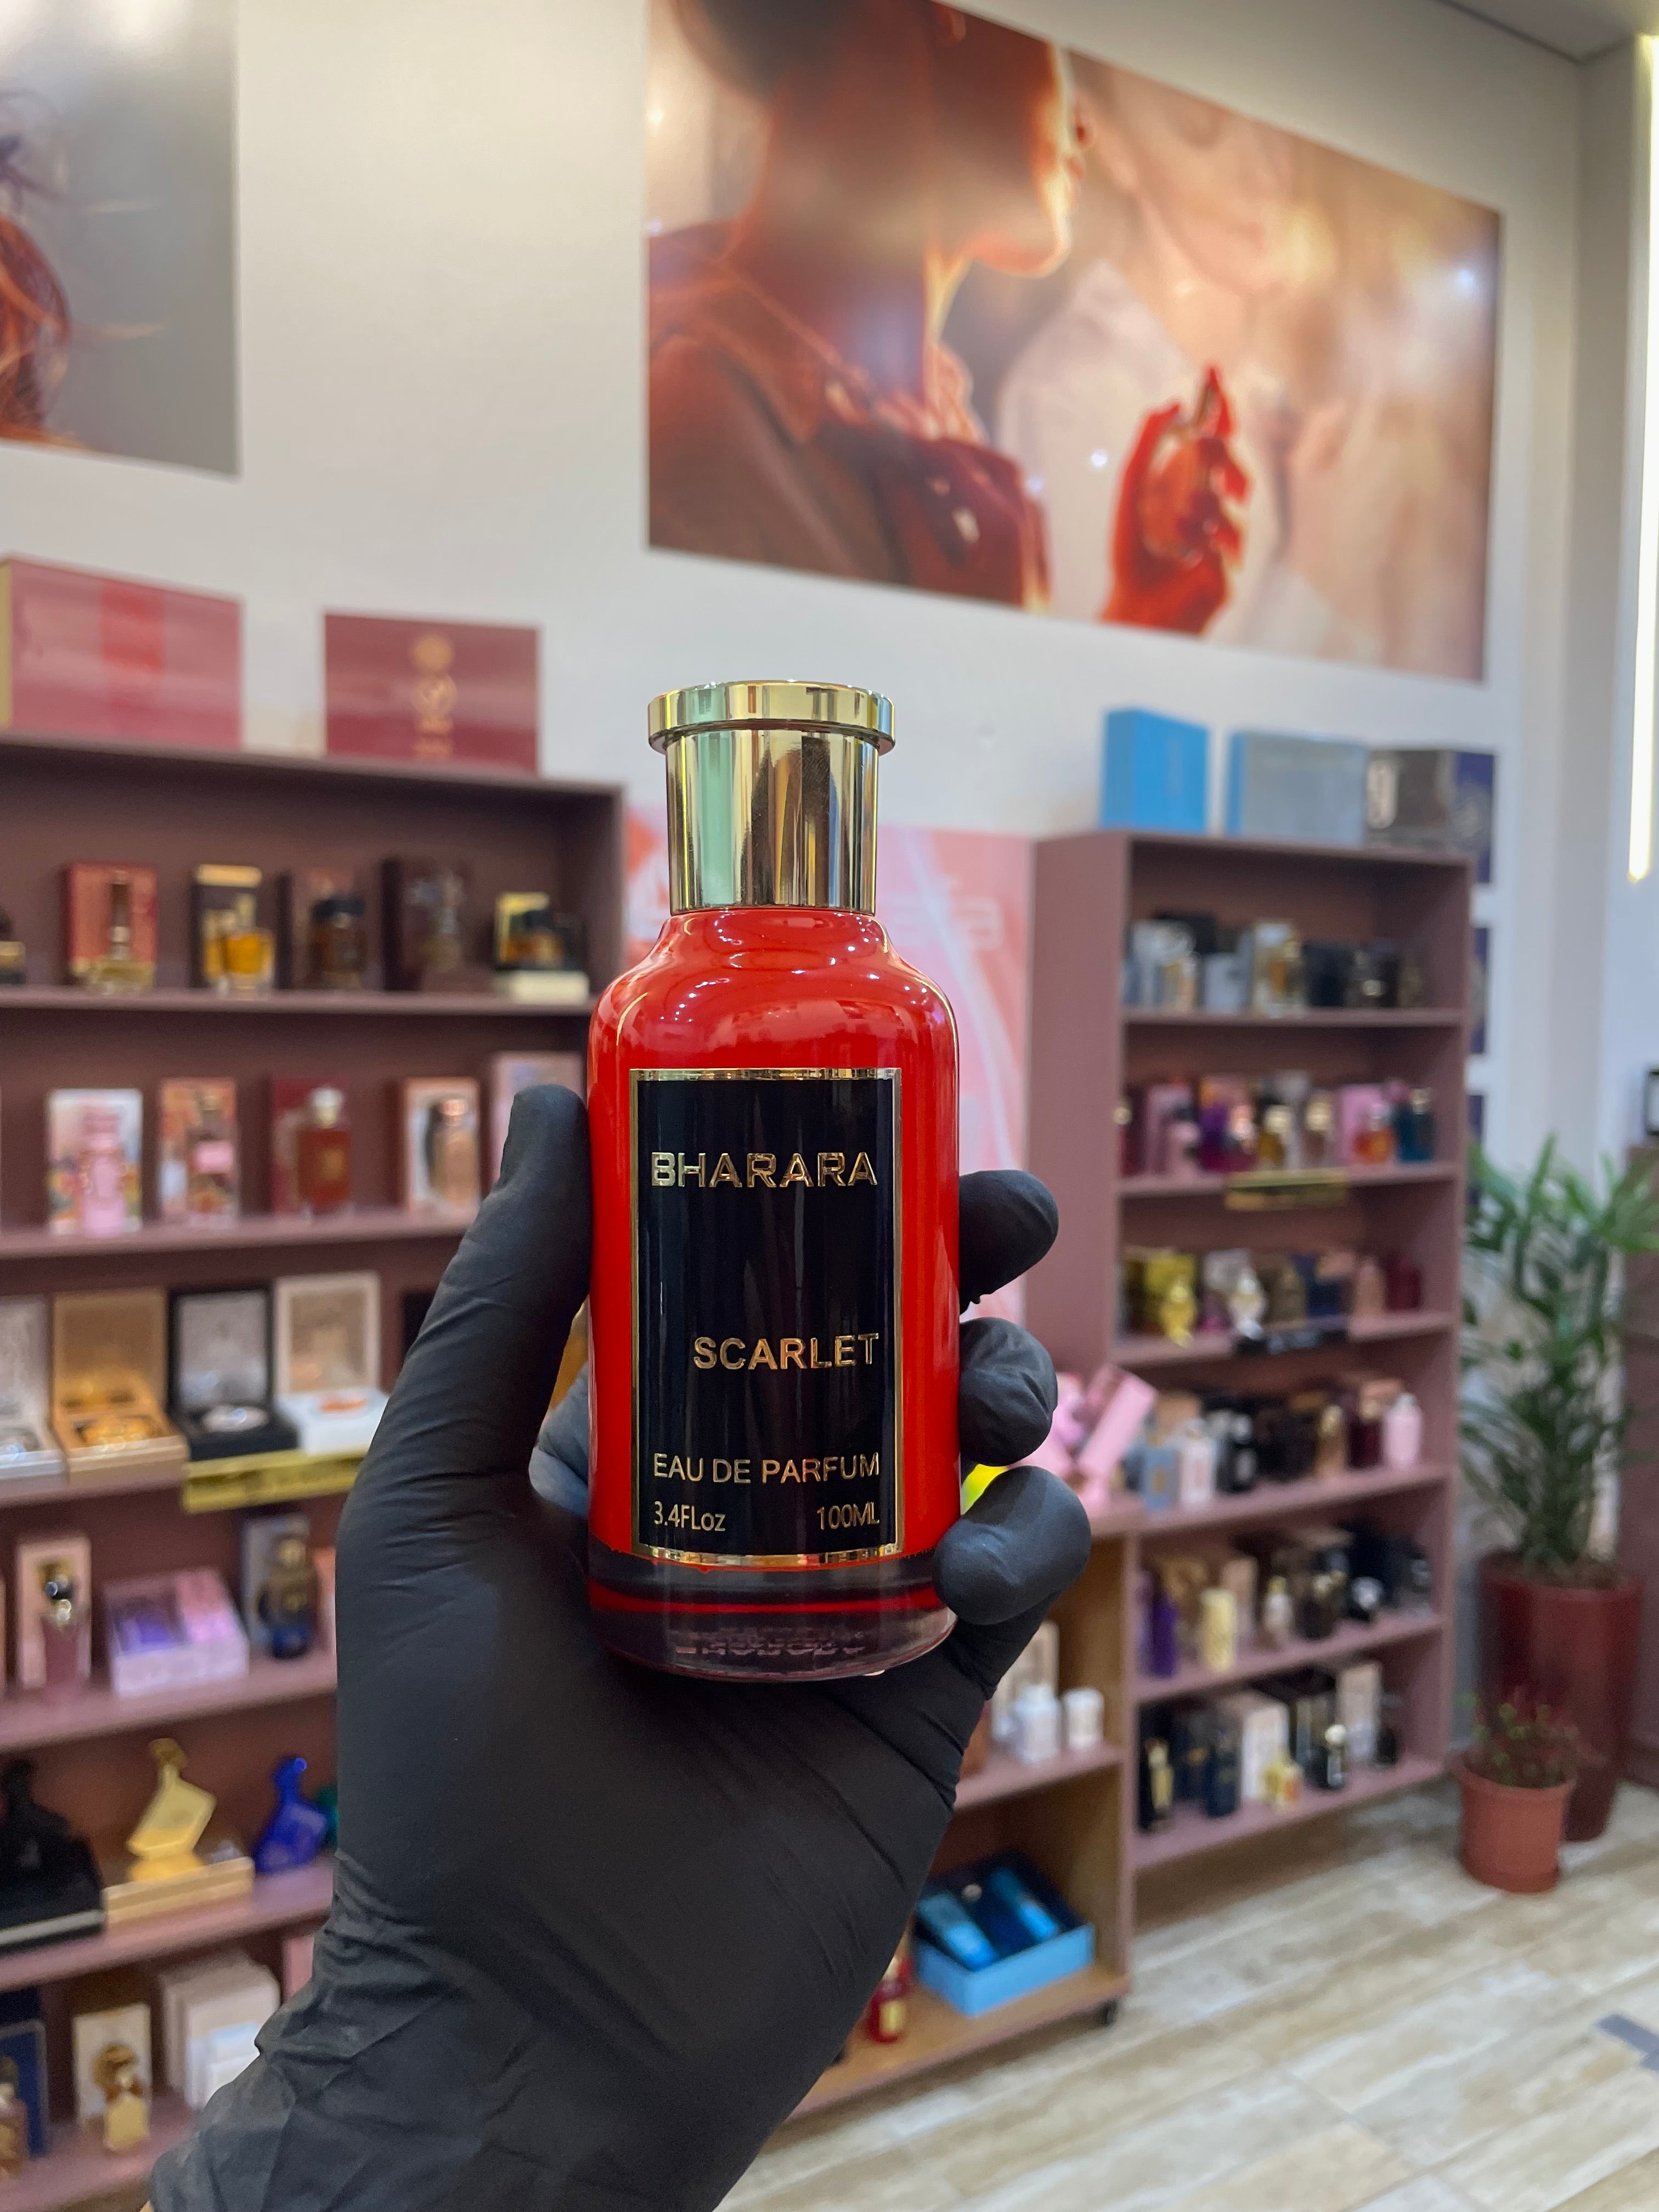 BHARARA
SCARLET
EAU DE PARFUM
3.4FLoz 100ML